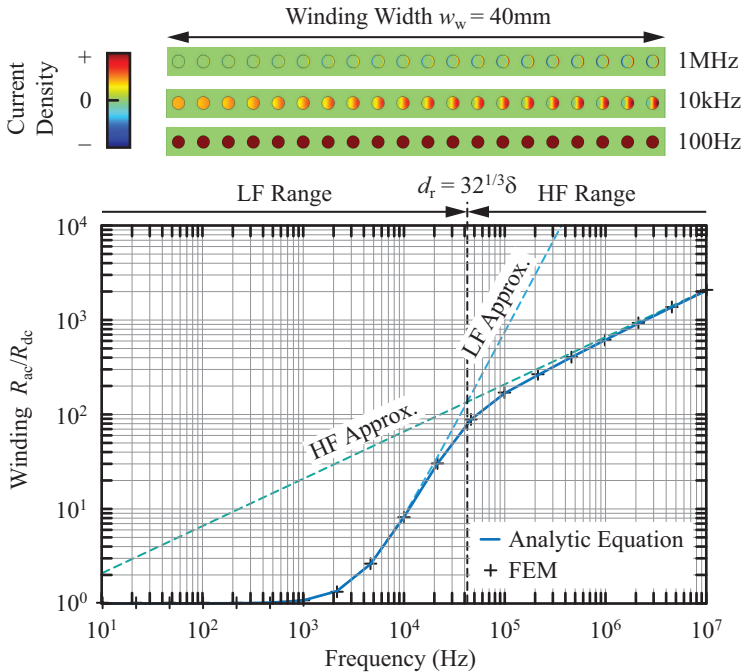 Winding Width w_w = 40mm
Current Density
+
0
−
1MHz
10kHz
100Hz
LF Range
d_r = 32^{1/3}δ
HF Range
Winding R_ac/R_dc
10^4
10^3
10^2
10^1
10^0
HF Approx.
LF Approx.
Analytic Equation
FEM
10^1
10^2
10^3
10^4
10^5
10^6
10^7
Frequency (Hz)